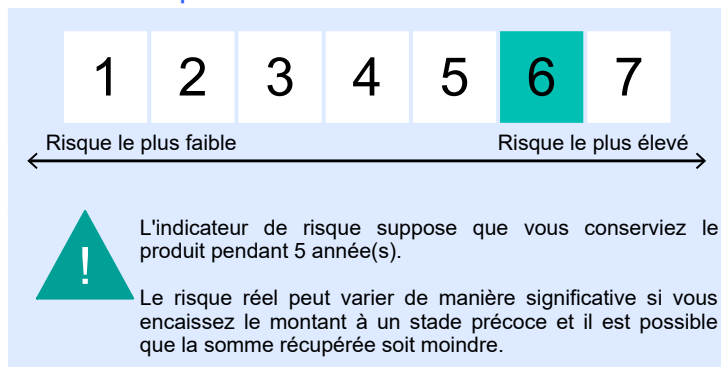 1 2 3 4 5 6 7
Risque le plus faible Risque le plus élevé
!
L'indicateur de risque suppose que vous conserviez le
produit pendant 5 année(s).
Le risque réel peut varier de manière significative si vous
encaissez le montant à un stade précoce et il est possible
que la somme récupérée soit moindre.